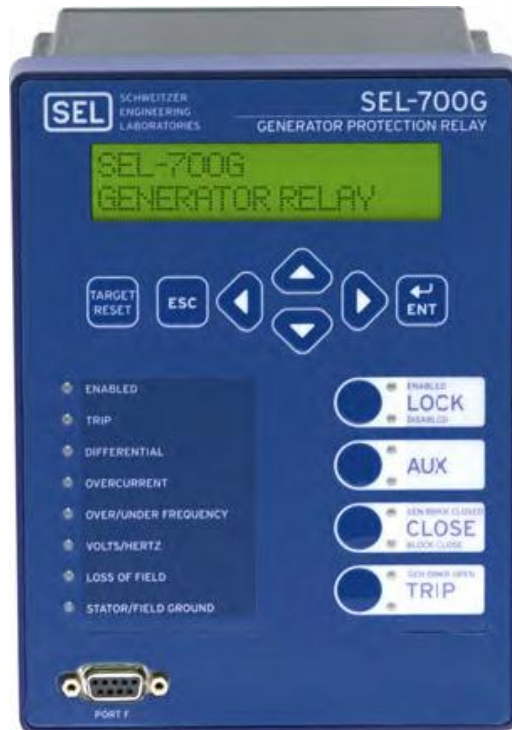 SEL
SCHWEITZER
ENGINEERING
LABORATORIES
SEL-700G
GENERATOR PROTECTION RELAY
SEL-700G
GENERATOR RELAY
TARGET
RESET
ESC
ENT
ENABLED
TRIP
DIFFERENTIAL
OVERCURRENT
OVER/UNDER FREQUENCY
VOLTS/HERTZ
LOSS OF FIELD
STATOR/FIELD GROUND
ENABLED
LOCK
DISABLED
AUX
GEN BRKR CLOSED
CLOSE
BLOCK CLOSE
GEN BRKR OPEN
TRIP
PORT F